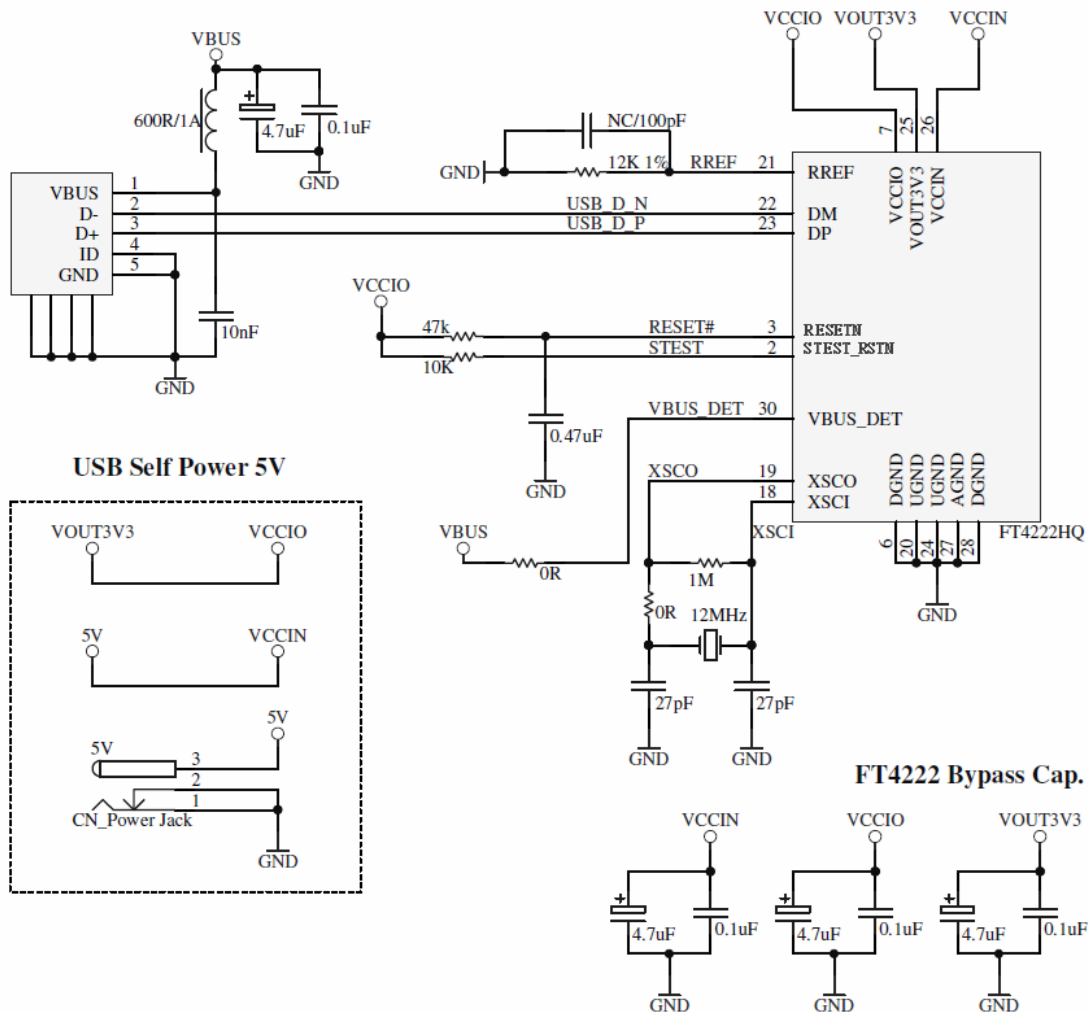 VCCIO VOUT3V3 VCCIN
VBUS
600R/1A
4.7uF
0.1uF
GND
7
25
26
NC/100pF
GND
12K 1%
RREF
21
RREF
VCCIO
VOUT3V3
VCCIN
VBUS
1
D-
2
USB_D_N
22
DM
D+
3
USB_D_P
23
DP
ID
4
GND
5
10nF
GND
VCCIO
47k
RESET#
3
RESETN
10K
STEST
2
STEST_RSTN
0.47uF
GND
VBUS_DET
30
VBUS_DET
XSCO
19
XSCO
18
XSCI
XSCI
DGND
UGND
UGND
AGND
DGND
6
20
24
27
28
FT4222HQ
GND
VBUS
0R
1M
0R
12MHz
27pF
27pF
GND
GND
USB Self Power 5V
VOUT3V3
VCCIO
5V
VCCIN
5V
5V
3
2
1
CN_Power Jack
GND
FT4222 Bypass Cap.
VCCIN
VCCIO
VOUT3V3
4.7uF
0.1uF
4.7uF
0.1uF
4.7uF
0.1uF
GND
GND
GND